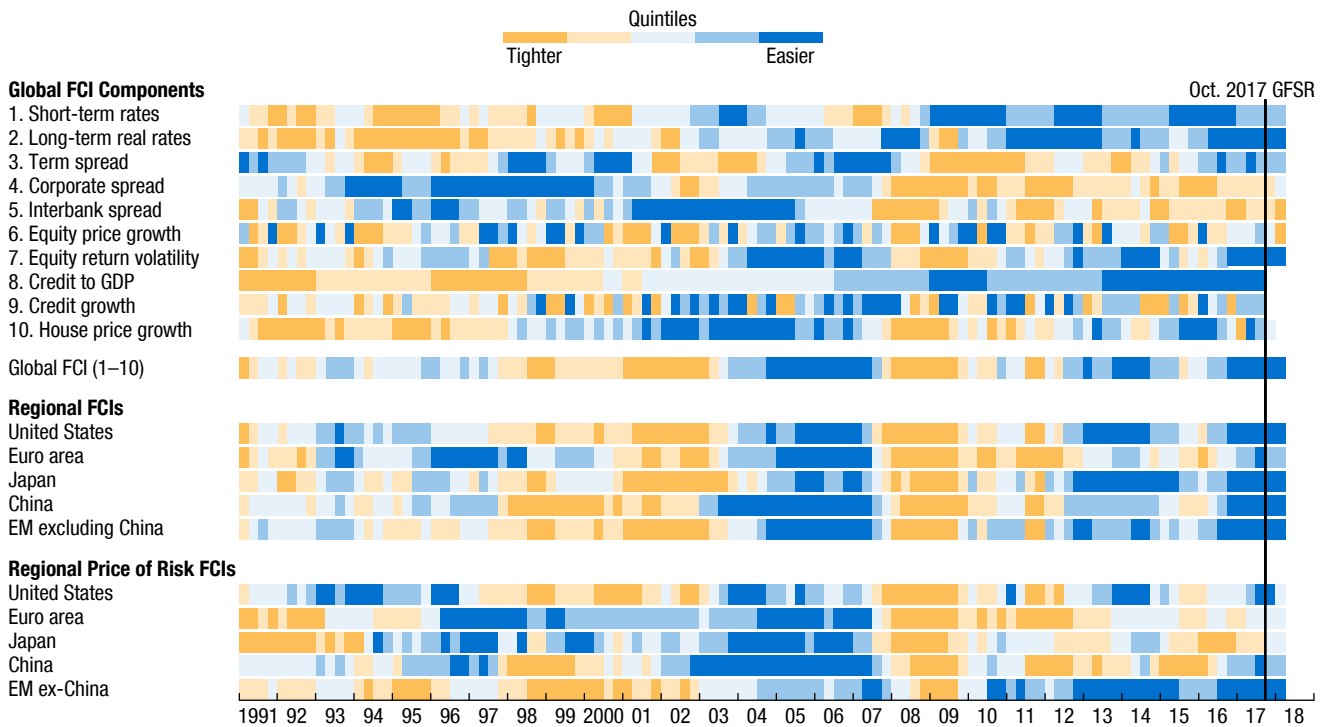 Quintiles
Tighter Easier
Global FCI Components
Oct. 2017 GFSR
1. Short-term rates
2. Long-term real rates
3. Term spread
4. Corporate spread
5. Interbank spread
6. Equity price growth
7. Equity return volatility
8. Credit to GDP
9. Credit growth
10. House price growth
Global FCI (1–10)
Regional FCIs
United States
Euro area
Japan
China
EM excluding China
Regional Price of Risk FCIs
United States
Euro area
Japan
China
EM ex-China
1991 92 93 94 95 96 97 98 99 2000 01 02 03 04 05 06 07 08 09 10 11 12 13 14 15 16 17 18